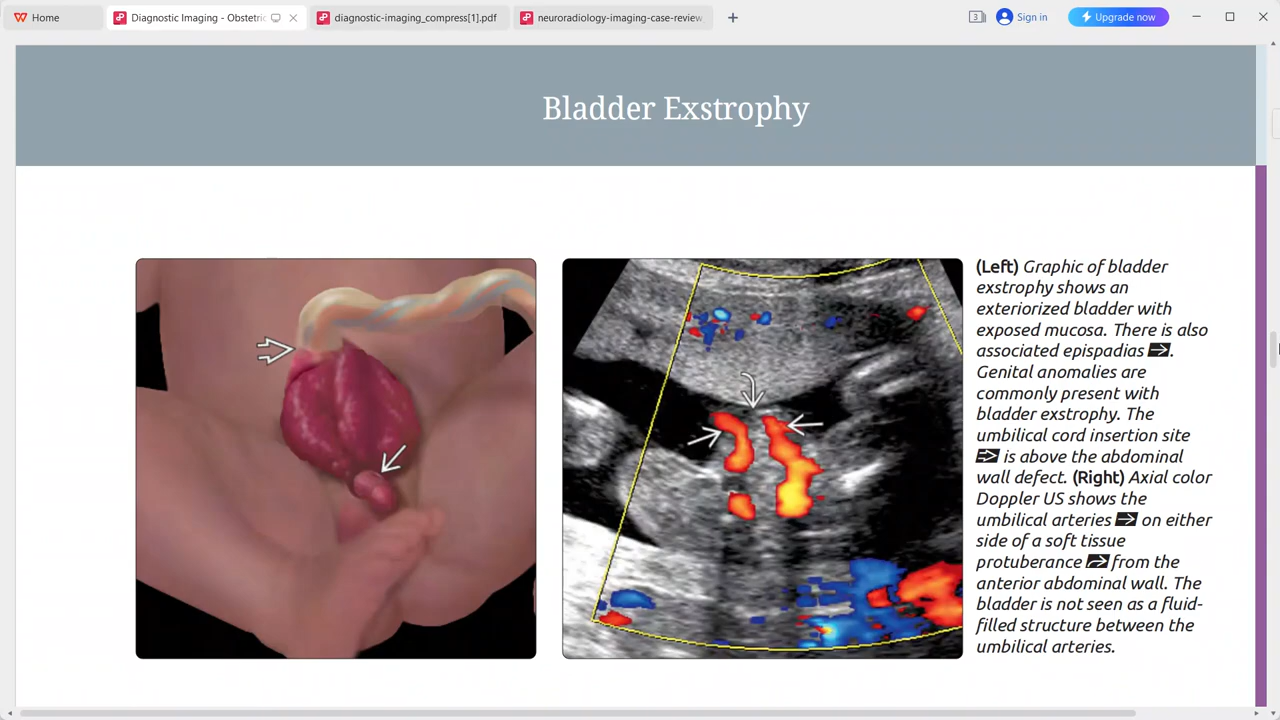 Home
Diagnostic Imaging - Obstetric
diagnostic-imaging_compress[1].pdf
neuroradiology-imaging-case-review
3
Sign in
Upgrade now
Bladder Exstrophy
(Left) Graphic of bladder
exstrophy shows an
exteriorized bladder with
exposed mucosa. There is also
associated epispadias ➡.
Genital anomalies are
commonly present with
bladder exstrophy. The
umbilical cord insertion site
⇨ is above the abdominal
wall defect. (Right) Axial color
Doppler US shows the
umbilical arteries ➡ on either
side of a soft tissue
protuberance ↷ from the
anterior abdominal wall. The
bladder is not seen as a fluid-
filled structure between the
umbilical arteries.